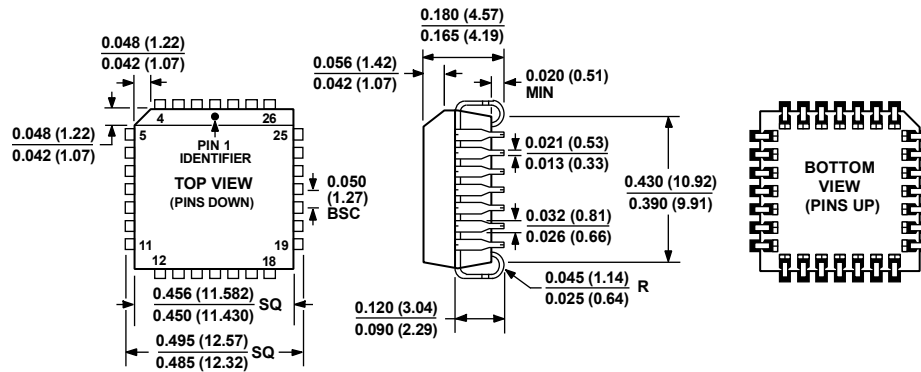 0.180 (4.57)
0.165 (4.19)
0.048 (1.22)
0.042 (1.07)
0.056 (1.42)
0.042 (1.07)
0.020 (0.51)
MIN
0.048 (1.22)
0.042 (1.07)
4
26
5
25
PIN 1
IDENTIFIER
TOP VIEW
(PINS DOWN)
0.050
(1.27)
BSC
11
19
12
18
0.021 (0.53)
0.013 (0.33)
0.032 (0.81)
0.026 (0.66)
0.430 (10.92)
0.390 (9.91)
BOTTOM
VIEW
(PINS UP)
0.456 (11.582)
0.450 (11.430)
SQ
0.495 (12.57)
0.485 (12.32)
SQ
0.120 (3.04)
0.090 (2.29)
0.045 (1.14)
0.025 (0.64)
R